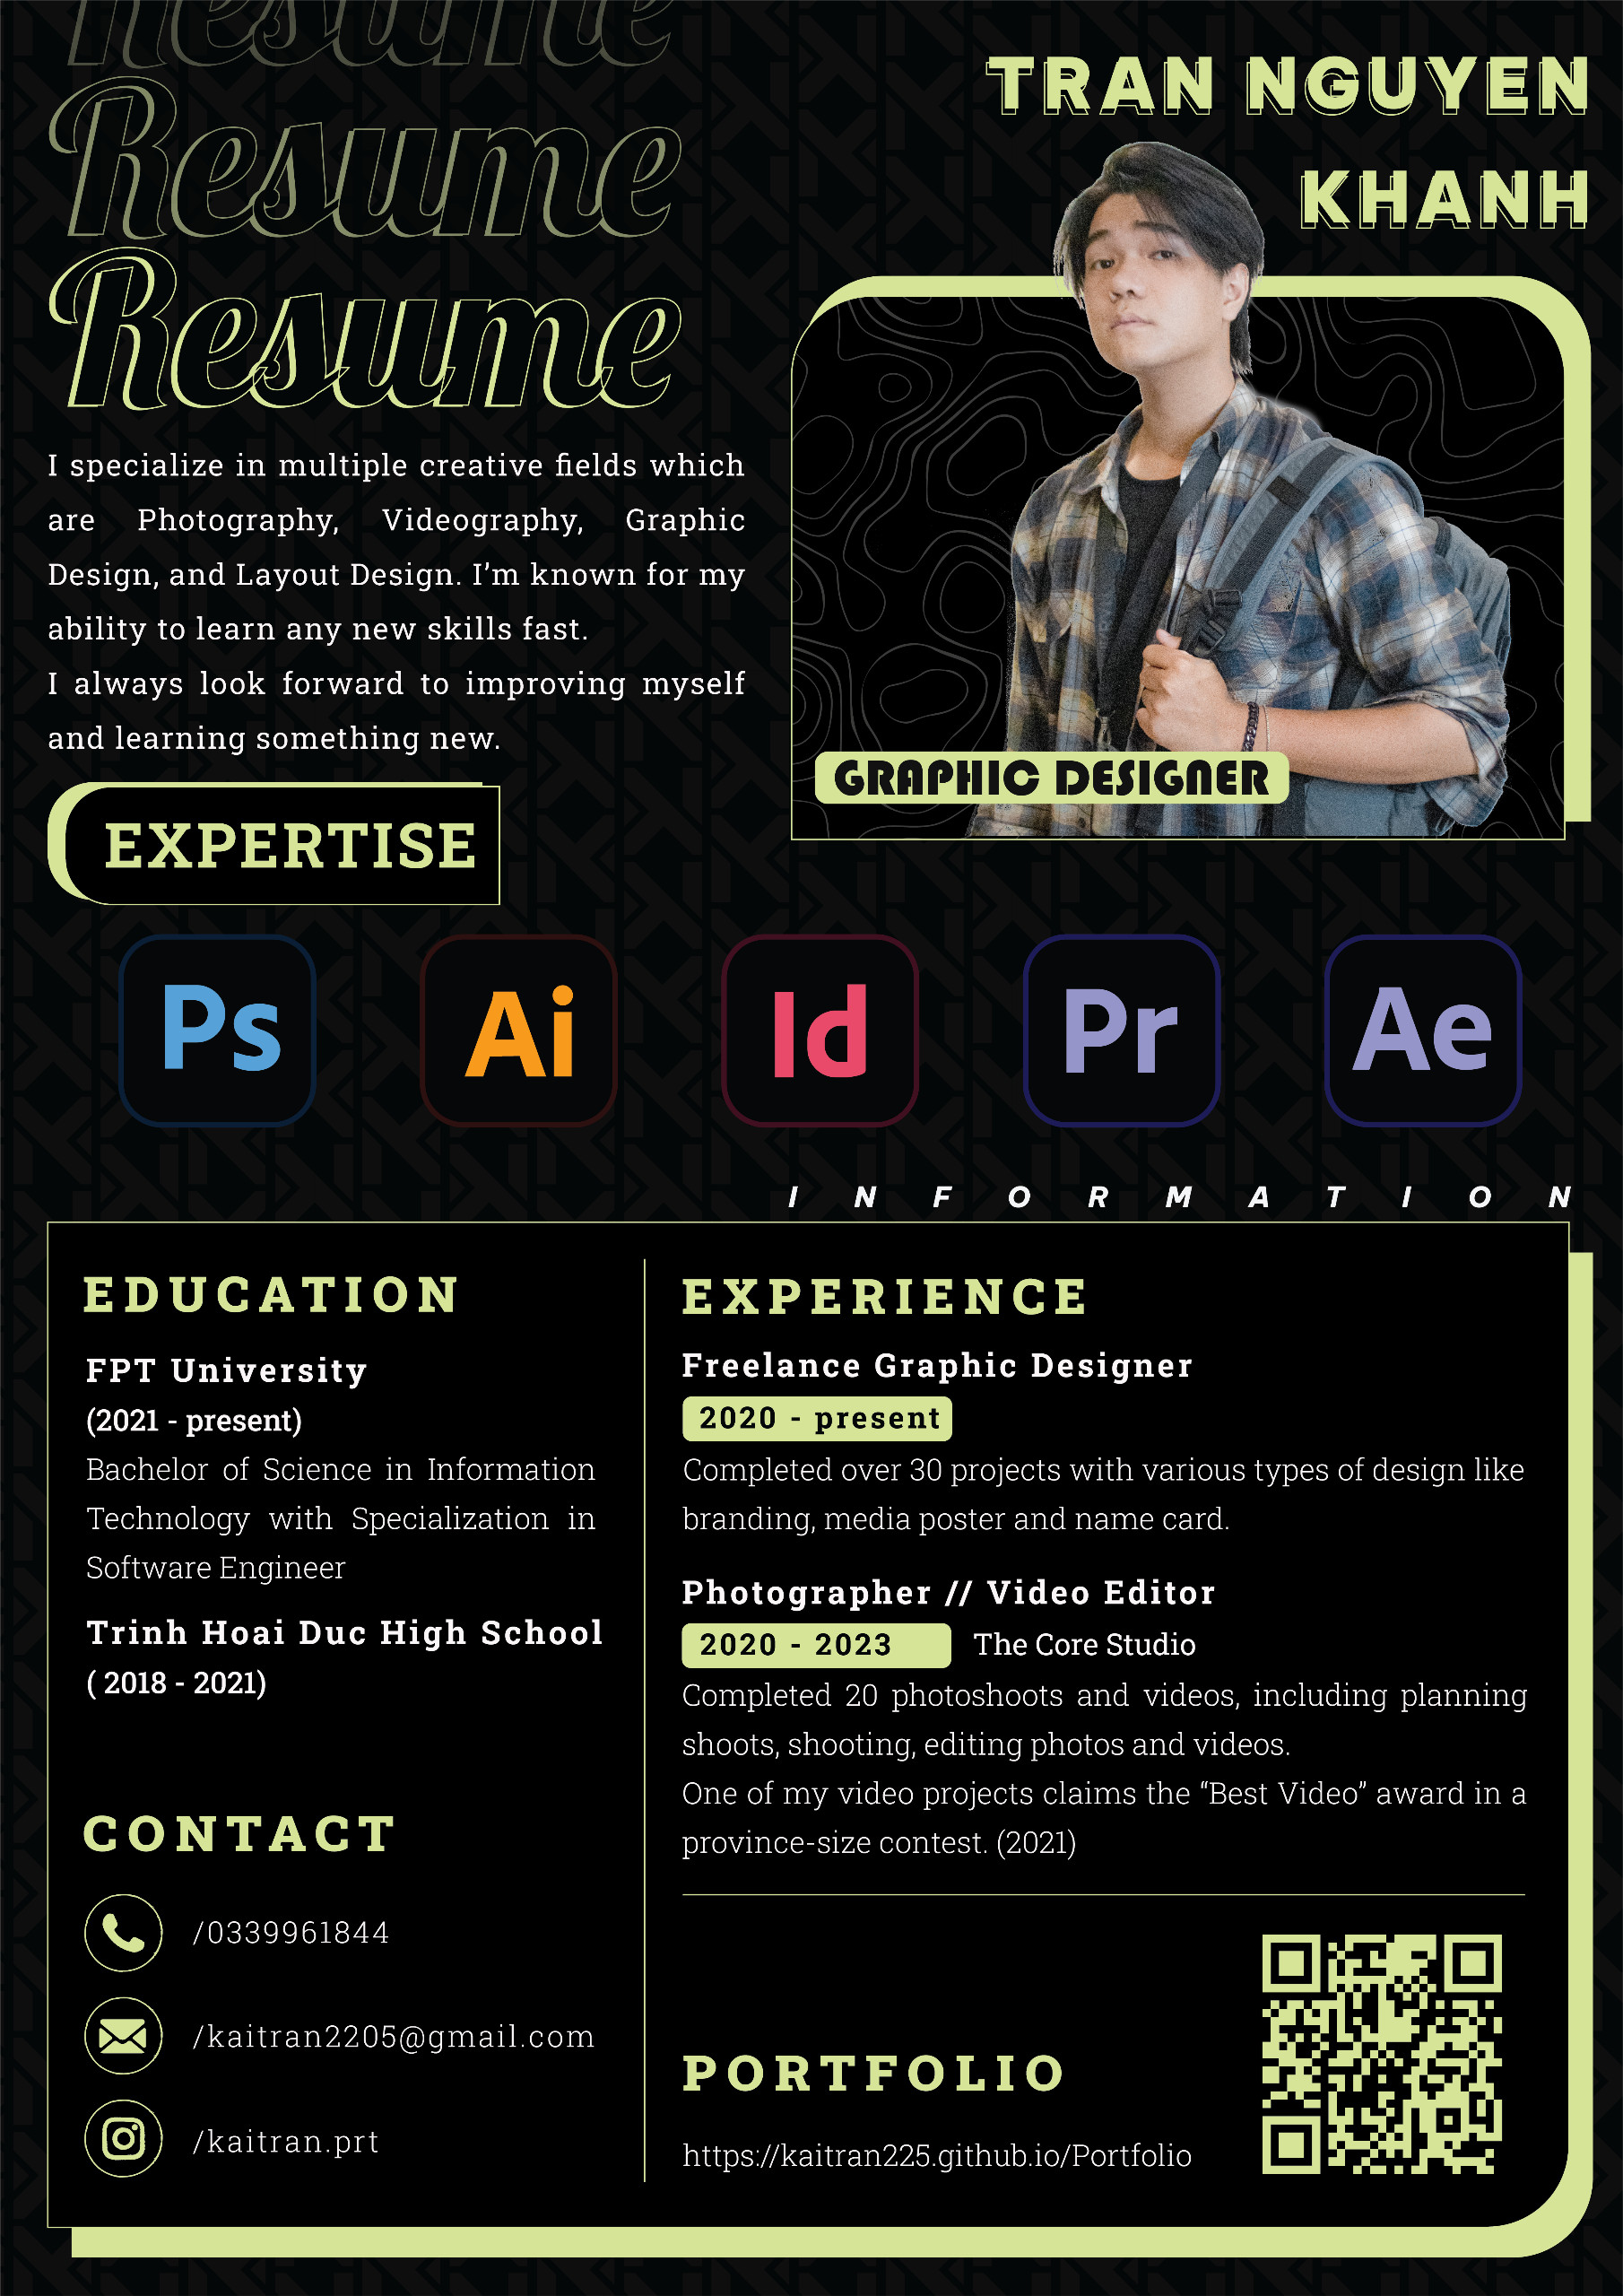 Resume
Resume
Resume
TRAN NGUYEN
KHANH
I specialize in multiple creative fields which
are Photography, Videography, Graphic
Design, and Layout Design. I’m known for my
ability to learn any new skills fast.
I always look forward to improving myself
and learning something new.
GRAPHIC DESIGNER
EXPERTISE
Ps Ai Id Pr Ae
INFORMATION
EDUCATION
FPT University
(2021 - present)
Bachelor of Science in Information
Technology with Specialization in
Software Engineer
Trinh Hoai Duc High School
( 2018 - 2021)
CONTACT
/0339961844
/kaitran2205@gmail.com
/kaitran.prt
EXPERIENCE
Freelance Graphic Designer
2020 - present
Completed over 30 projects with various types of design like
branding, media poster and name card.
Photographer // Video Editor
2020 - 2023 The Core Studio
Completed 20 photoshoots and videos, including planning
shoots, shooting, editing photos and videos.
One of my video projects claims the “Best Video” award in a
province-size contest. (2021)
PORTFOLIO
https://kaitran225.github.io/Portfolio